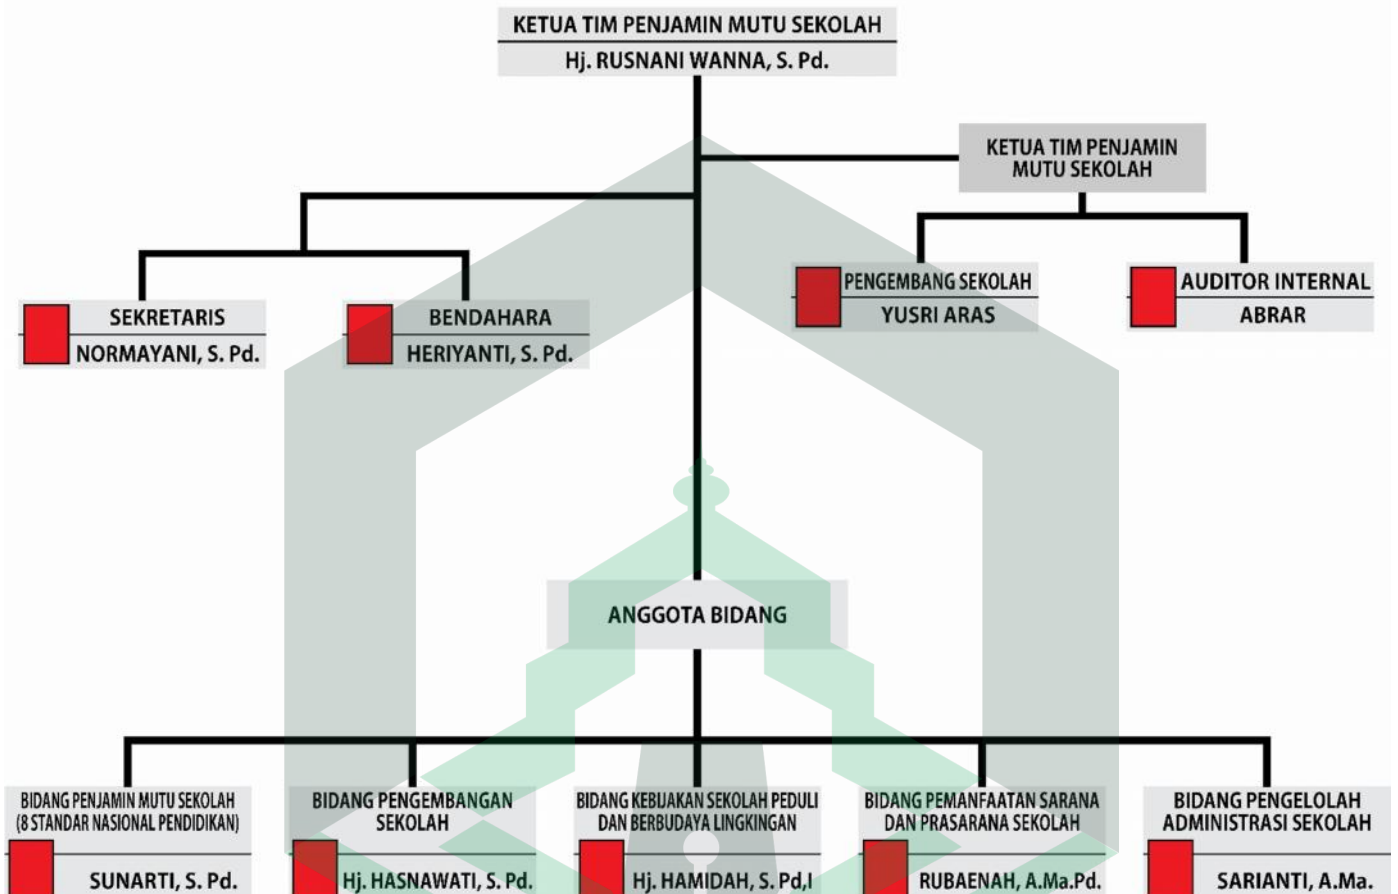 KETUA TIM PENJAMIN MUTU SEKOLAH
Hj. RUSNANI WANNA, S. Pd.
KETUA TIM PENJAMIN
MUTU SEKOLAH
SEKRETARIS
NORMAYANI, S. Pd.
BENDAHARA
HERIYANTI, S. Pd.
PENGEMBANG SEKOLAH
YUSRI ARAS
AUDITOR INTERNAL
ABRAR
ANGGOTA BIDANG
BIDANG PENJAMIN MUTU SEKOLAH
(8 STANDAR NASIONAL PENDIDIKAN)
SUNARTI, S. Pd.
BIDANG PENGEMBANGAN
SEKOLAH
Hj. HASNAWATI, S. Pd.
BIDANG KEBIJAKAN SEKOLAH PEDULI
DAN BERBUDAYA LINGKINGAN
Hj. HAMIDAH, S. Pd,I
BIDANG PEMANFAATAN SARANA
DAN PRASARANA SEKOLAH
RUBAENAH, A.Ma.Pd.
BIDANG PENGELOLAH
ADMINISTRASI SEKOLAH
SARIANTI, A.Ma.